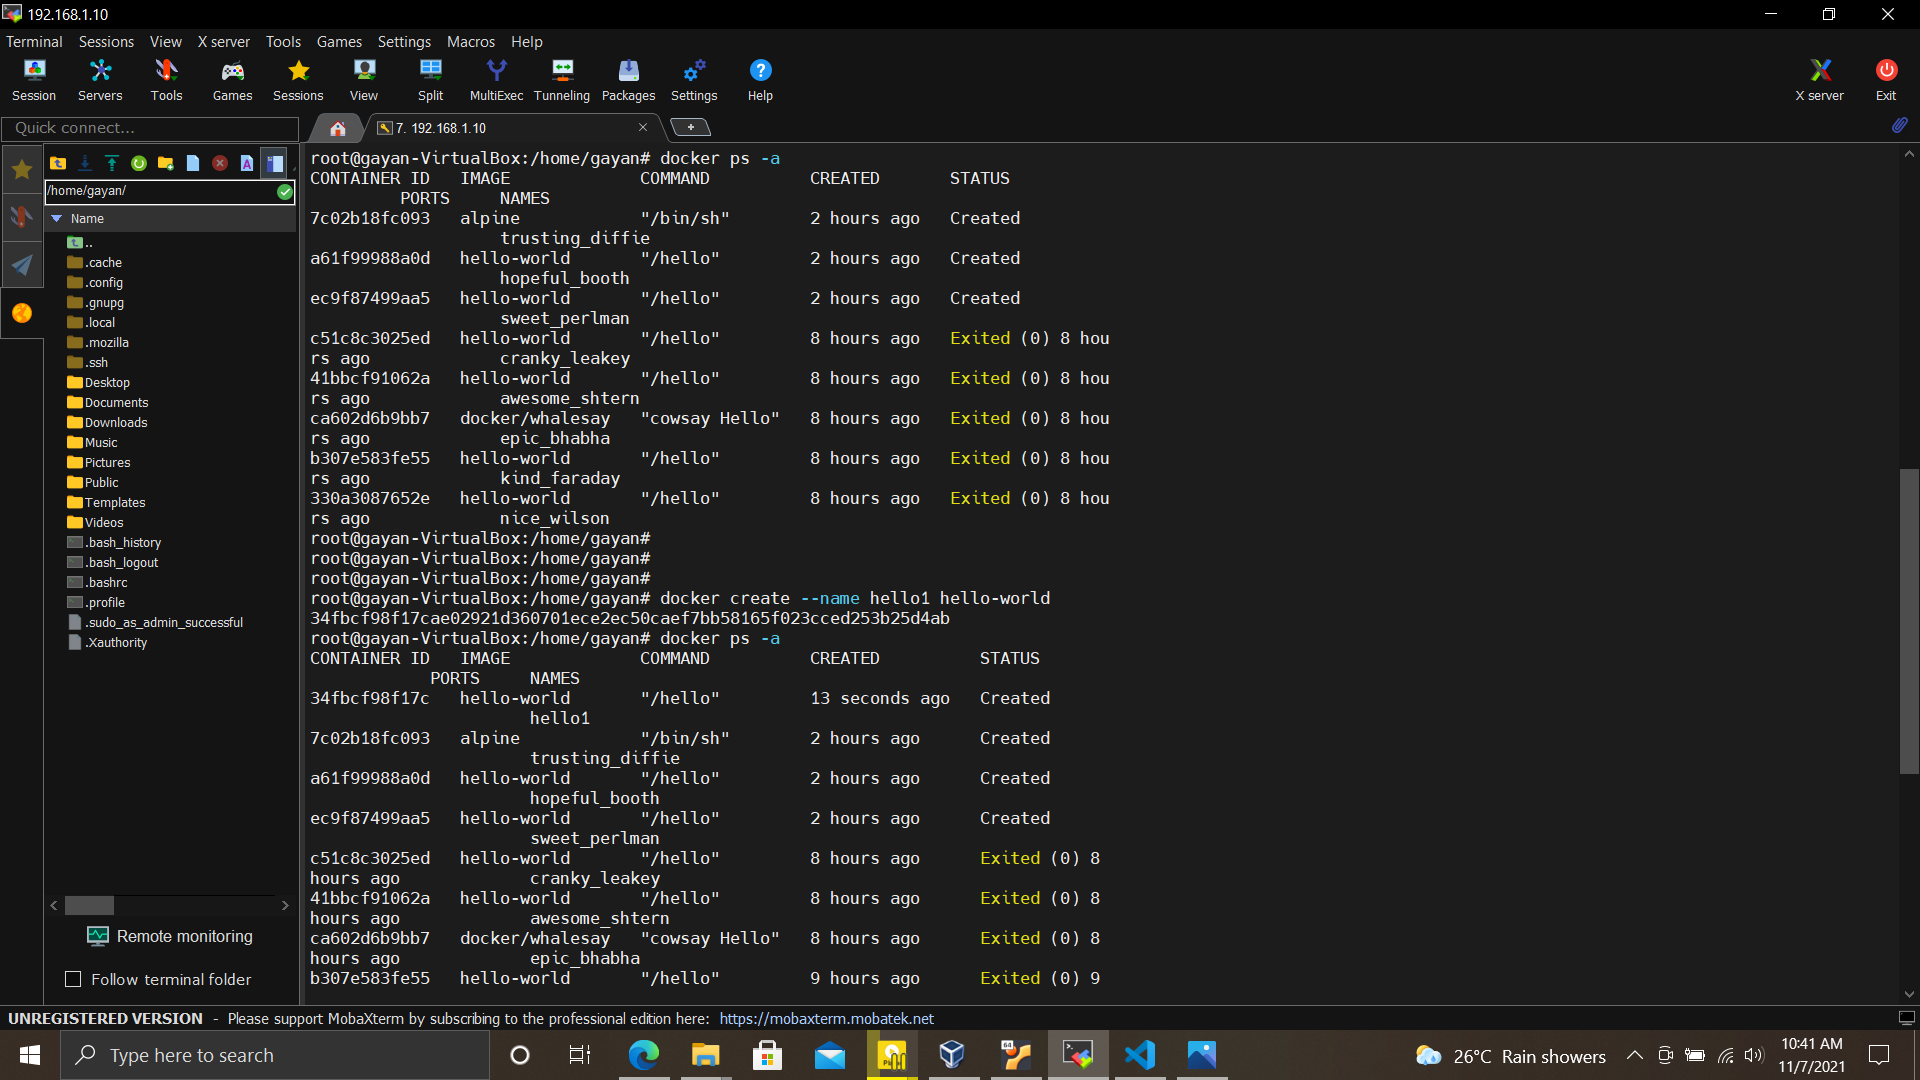 192.168.1.10
Terminal Sessions View X server Tools Games Settings Macros Help
Session Servers Tools Games Sessions View Split MultiExec Tunneling Packages Settings Help X server Exit
Quick connect...
7. 192.168.1.10
/home/gayan/
Name
..
.cache
.config
.gnupg
.local
.mozilla
.ssh
Desktop
Documents
Downloads
Music
Pictures
Public
Templates
Videos
.bash_history
.bash_logout
.bashrc
.profile
.sudo_as_admin_successful
.Xauthority
Remote monitoring
Follow terminal folder
root@gayan-VirtualBox:/home/gayan# docker ps -a
CONTAINER ID   IMAGE             COMMAND          CREATED       STATUS
         PORTS     NAMES
7c02b18fc093   alpine            "/bin/sh"        2 hours ago   Created
                   trusting_diffie
a61f99988a0d   hello-world       "/hello"         2 hours ago   Created
                   hopeful_booth
ec9f87499aa5   hello-world       "/hello"         2 hours ago   Created
                   sweet_perlman
c51c8c3025ed   hello-world       "/hello"         8 hours ago   Exited (0) 8 hou
rs ago             cranky_leakey
41bbcf91062a   hello-world       "/hello"         8 hours ago   Exited (0) 8 hou
rs ago             awesome_shtern
ca602d6b9bb7   docker/whalesay   "cowsay Hello"   8 hours ago   Exited (0) 8 hou
rs ago             epic_bhabha
b307e583fe55   hello-world       "/hello"         8 hours ago   Exited (0) 8 hou
rs ago             kind_faraday
330a3087652e   hello-world       "/hello"         8 hours ago   Exited (0) 8 hou
rs ago             nice_wilson
root@gayan-VirtualBox:/home/gayan#
root@gayan-VirtualBox:/home/gayan#
root@gayan-VirtualBox:/home/gayan#
root@gayan-VirtualBox:/home/gayan# docker create --name hello1 hello-world
34fbcf98f17cae02921d360701ece2ec50caef7bb58165f023cced253b25d4ab
root@gayan-VirtualBox:/home/gayan# docker ps -a
CONTAINER ID   IMAGE             COMMAND          CREATED          STATUS
            PORTS     NAMES
34fbcf98f17c   hello-world       "/hello"         13 seconds ago   Created
                      hello1
7c02b18fc093   alpine            "/bin/sh"        2 hours ago      Created
                      trusting_diffie
a61f99988a0d   hello-world       "/hello"         2 hours ago      Created
                      hopeful_booth
ec9f87499aa5   hello-world       "/hello"         2 hours ago      Created
                      sweet_perlman
c51c8c3025ed   hello-world       "/hello"         8 hours ago      Exited (0) 8
hours ago             cranky_leakey
41bbcf91062a   hello-world       "/hello"         8 hours ago      Exited (0) 8
hours ago             awesome_shtern
ca602d6b9bb7   docker/whalesay   "cowsay Hello"   8 hours ago      Exited (0) 8
hours ago             epic_bhabha
b307e583fe55   hello-world       "/hello"         9 hours ago      Exited (0) 9
UNREGISTERED VERSION - Please support MobaXterm by subscribing to the professional edition here: https://mobaxterm.mobatek.net
Type here to search
64
26°C Rain showers
10:41 AM
11/7/2021